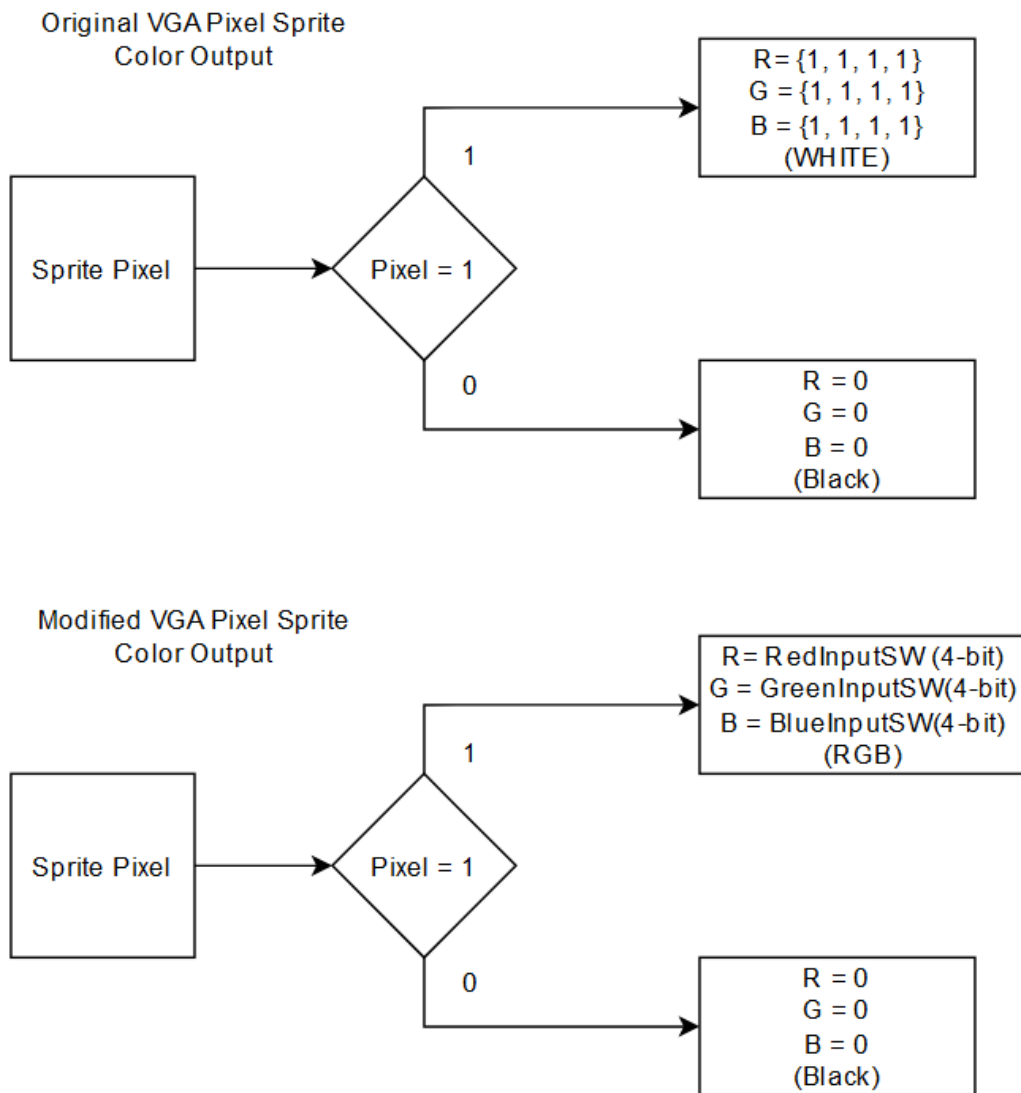 Original VGA Pixel Sprite
Color Output
R= {1, 1, 1, 1}
G = {1, 1, 1, 1}
B = {1, 1, 1, 1}
(WHITE)
1
Sprite Pixel
Pixel = 1
0
R = 0
G = 0
B = 0
(Black)
Modified VGA Pixel Sprite
Color Output
R= RedInputSW (4-bit)
G = GreenInputSW(4-bit)
B = BlueInputSW(4-bit)
(RGB)
1
Sprite Pixel
Pixel = 1
0
R = 0
G = 0
B = 0
(Black)